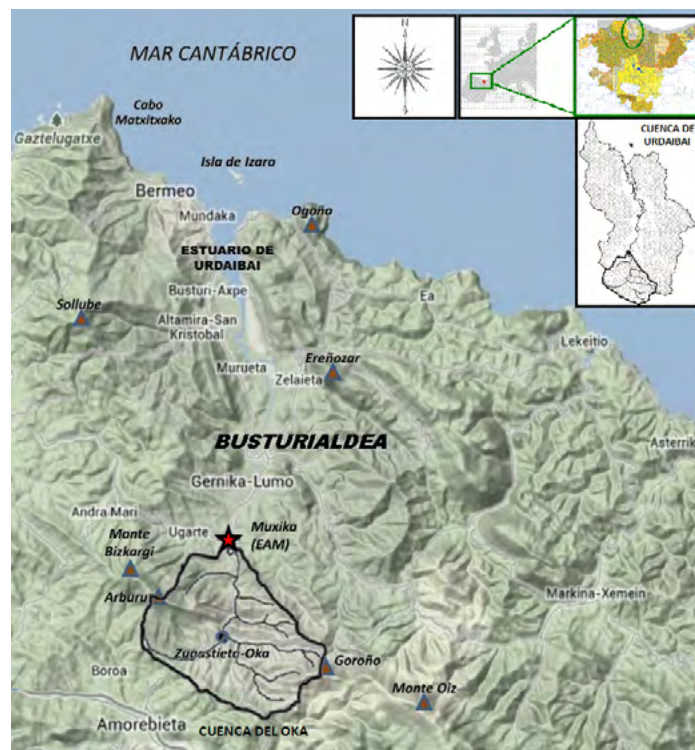 MAR CANTÁBRICO
Cabo
Matxitxako
Gaztelugatxe
CUENCA DE
URDAIBAI
Isla de Izaro
Bermeo
Mundaka
Ogoño
ESTUARIO DE
URDAIBAI
Busturi-Axpe
Ea
Sollube
Altamira-San
Kristobal
Lekeitio
Murueta
Ereñozar
Zelaieta
BUSTURIALDEA
Asterrik
Gernika-Lumo
Andra Mari
Ugarte
Muxika
(EAM)
Monte
Bizkargi
Markina-Xemein
Arburu
Zugastieta-Oka
Boroa
Goroño
Monte Oiz
Amorebieta
CUENCA DEL OKA